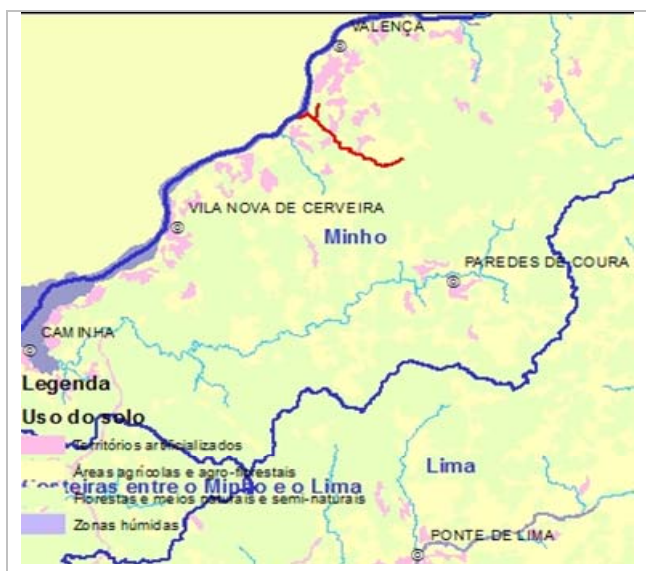 VALENÇA
VILA NOVA DE CERVEIRA
Minho
PAREDES DE COURA
CAMINHA
Legenda
Uso do solo
Territórios artificializados
Lima
Áreas agrícolas e agro-florestais
Costeiras entre o Minho e o Lima
Florestas e meios naturais e semi-naturais
Zonas húmidas
PONTE DE LIMA